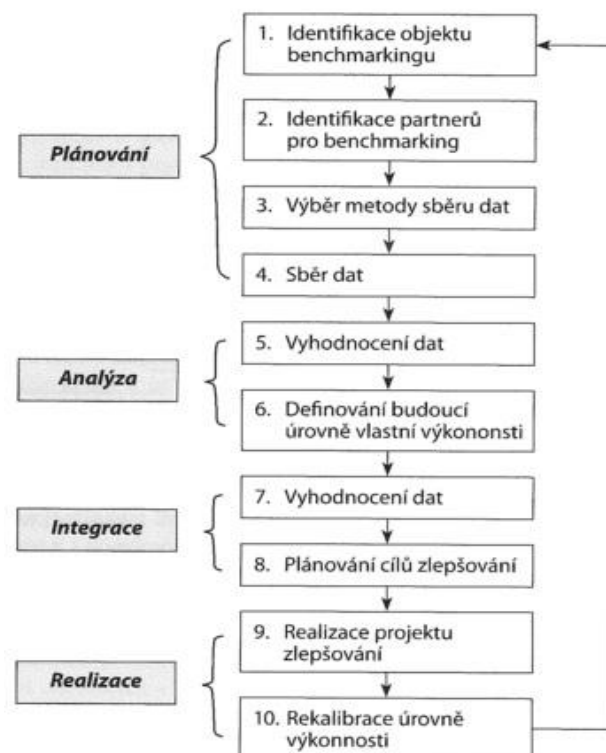 1. Identifikace objektu
benchmarkingu
2. Identifikace partnerů
pro benchmarking
Plánování
3. Výběr metody sběru dat
4. Sběr dat
5. Vyhodnocení dat
Analýza
6. Definování budoucí
úrovně vlastní výkononsti
7. Vyhodnocení dat
Integrace
8. Plánování cílů zlepšování
9. Realizace projektu
zlepšování
Realizace
10. Rekalibrace úrovně
výkonnosti